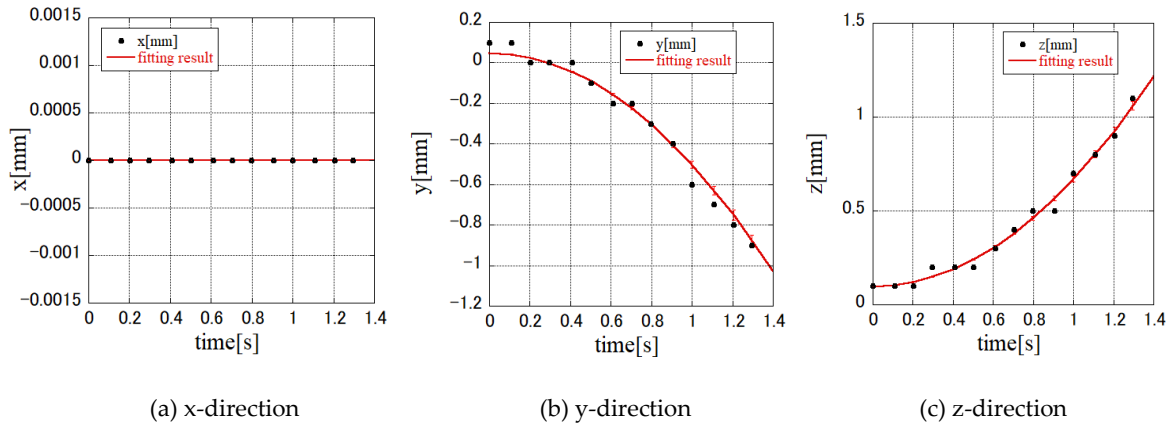 0.0015
0.001
0.0005
0
−0.0005
−0.001
−0.0015
x[mm]
x[mm]
fitting result
0 0.2 0.4 0.6 0.8 1 1.2 1.4
time[s]
(a) x-direction
0.2
0
−0.2
−0.4
−0.6
−0.8
−1
−1.2
y[mm]
y[mm]
fitting result
0 0.2 0.4 0.6 0.8 1 1.2 1.4
time[s]
(b) y-direction
1.5
1
0.5
0
z[mm]
z[mm]
fitting result
0 0.2 0.4 0.6 0.8 1 1.2 1.4
time[s]
(c) z-direction